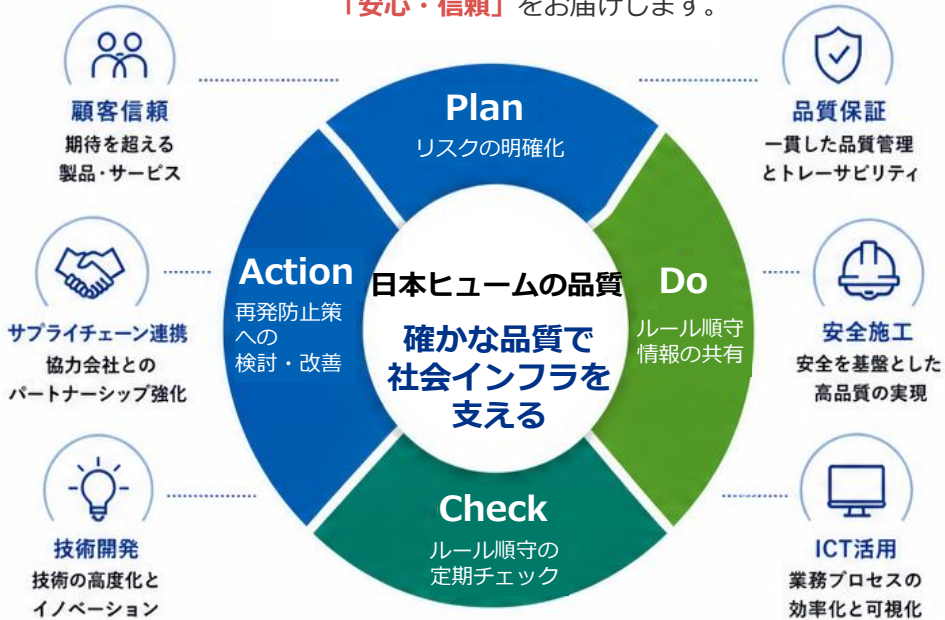 「安心・信頼」をお届けします。
顧客信頼
期待を超える
製品・サービス
サプライチェーン連携
協力会社との
パートナーシップ強化
技術開発
技術の高度化と
イノベーション
Plan
リスクの明確化
Action
再発防止策
への
検討・改善
日本ヒュームの品質
確かな品質で
社会インフラを
支える
Do
ルール順守
情報の共有
Check
ルール順守の
定期チェック
品質保証
一貫した品質管理
とトレーサビリティ
安全施工
安全を基盤とした
高品質の実現
ICT活用
業務プロセスの
効率化と可視化